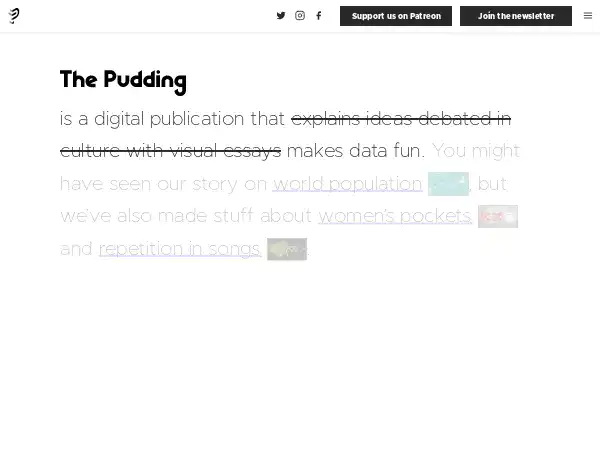 Support us on Patreon
Join the newsletter
The Pudding
is a digital publication that explains ideas debated in
culture with visual essays makes data fun. You might
have seen our story on world population , but
we've also made stuff about women's pockets
and repetition in songs .